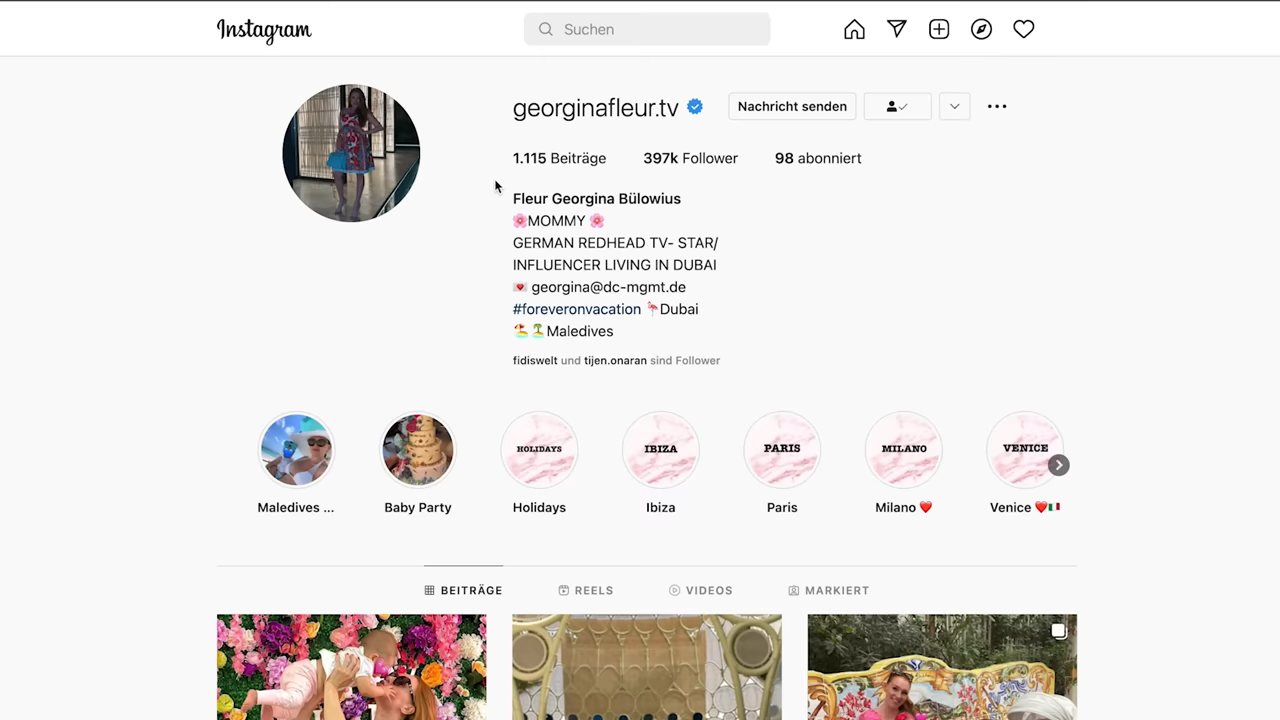 Instagram
Suchen
georginafleur.tv
Nachricht senden
1.115 Beiträge 397k Follower 98 abonniert
Fleur Georgina Bülowius
🌸MOMMY 🌸
GERMAN REDHEAD TV- STAR/
INFLUENCER LIVING IN DUBAI
💌 georgina@dc-mgmt.de
#foreveronvacation 🦩Dubai
🏖️🏝️Maledives
fidiswelt und tijen.onaran sind Follower
HOLIDAYS IBIZA PARIS MILANO VENICE
Maledives ... Baby Party Holidays Ibiza Paris Milano ❤️ Venice ❤️🇮🇹
BEITRÄGE REELS VIDEOS MARKIERT